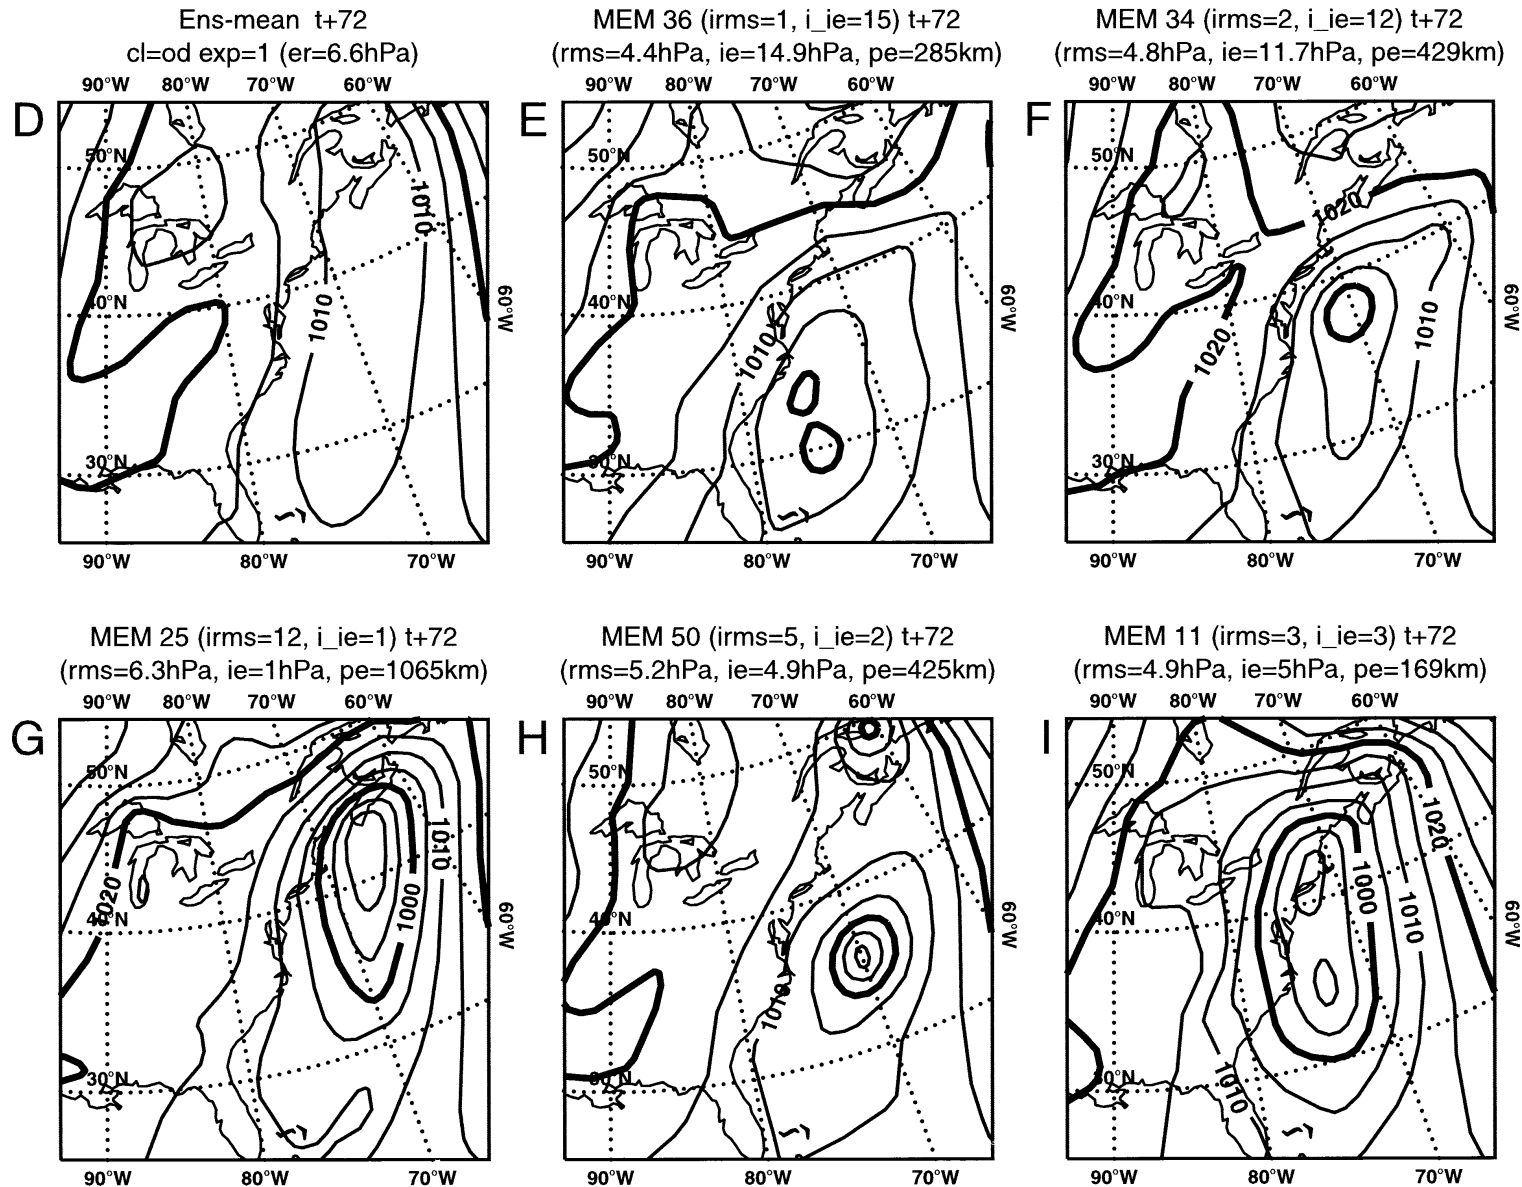 Ens-mean t+72
cl=od exp=1 (er=6.6hPa)
90°W 80°W 70°W 60°W
D
50°N
40°N
30°N
1010
1010
60°W
90°W 80°W 70°W
MEM 36 (irms=1, i_ie=15) t+72
(rms=4.4hPa, ie=14.9hPa, pe=285km)
90°W 80°W 70°W 60°W
E
50°N
40°N
30°N
1010
60°W
90°W 80°W 70°W
MEM 34 (irms=2, i_ie=12) t+72
(rms=4.8hPa, ie=11.7hPa, pe=429km)
90°W 80°W 70°W 60°W
F
50°N
1020
40°N
1020
1010
30°N
60°W
90°W 80°W 70°W
MEM 25 (irms=12, i_ie=1) t+72
(rms=6.3hPa, ie=1hPa, pe=1065km)
90°W 80°W 70°W 60°W
G
50°N
1010
1020
1000
40°N
30°N
60°W
90°W 80°W 70°W
MEM 50 (irms=5, i_ie=2) t+72
(rms=5.2hPa, ie=4.9hPa, pe=425km)
90°W 80°W 70°W 60°W
H
50°N
40°N
1010
30°N
60°W
90°W 80°W 70°W
MEM 11 (irms=3, i_ie=3) t+72
(rms=4.9hPa, ie=5hPa, pe=169km)
90°W 80°W 70°W 60°W
I
50°N
1020
1000
1010
40°N
30°N
1010
60°W
90°W 80°W 70°W